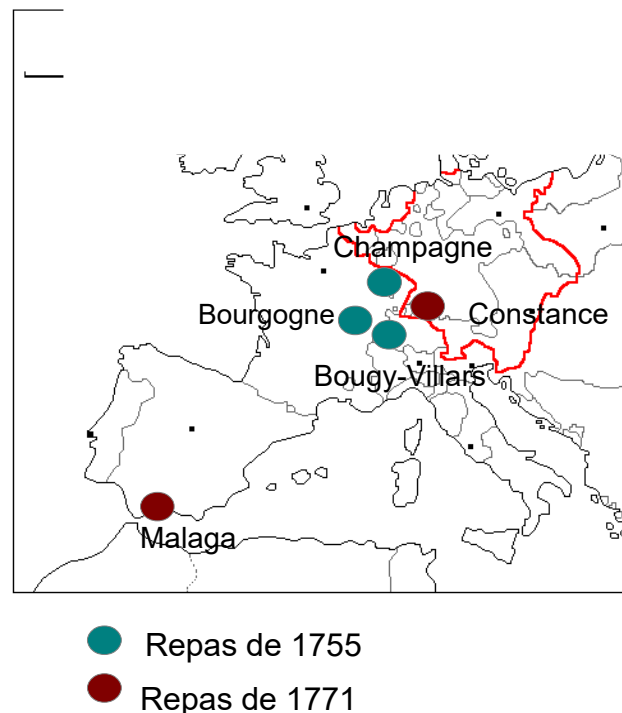 Champagne
Bourgogne
Constance
Bougy-Villars
Malaga
Repas de 1755
Repas de 1771